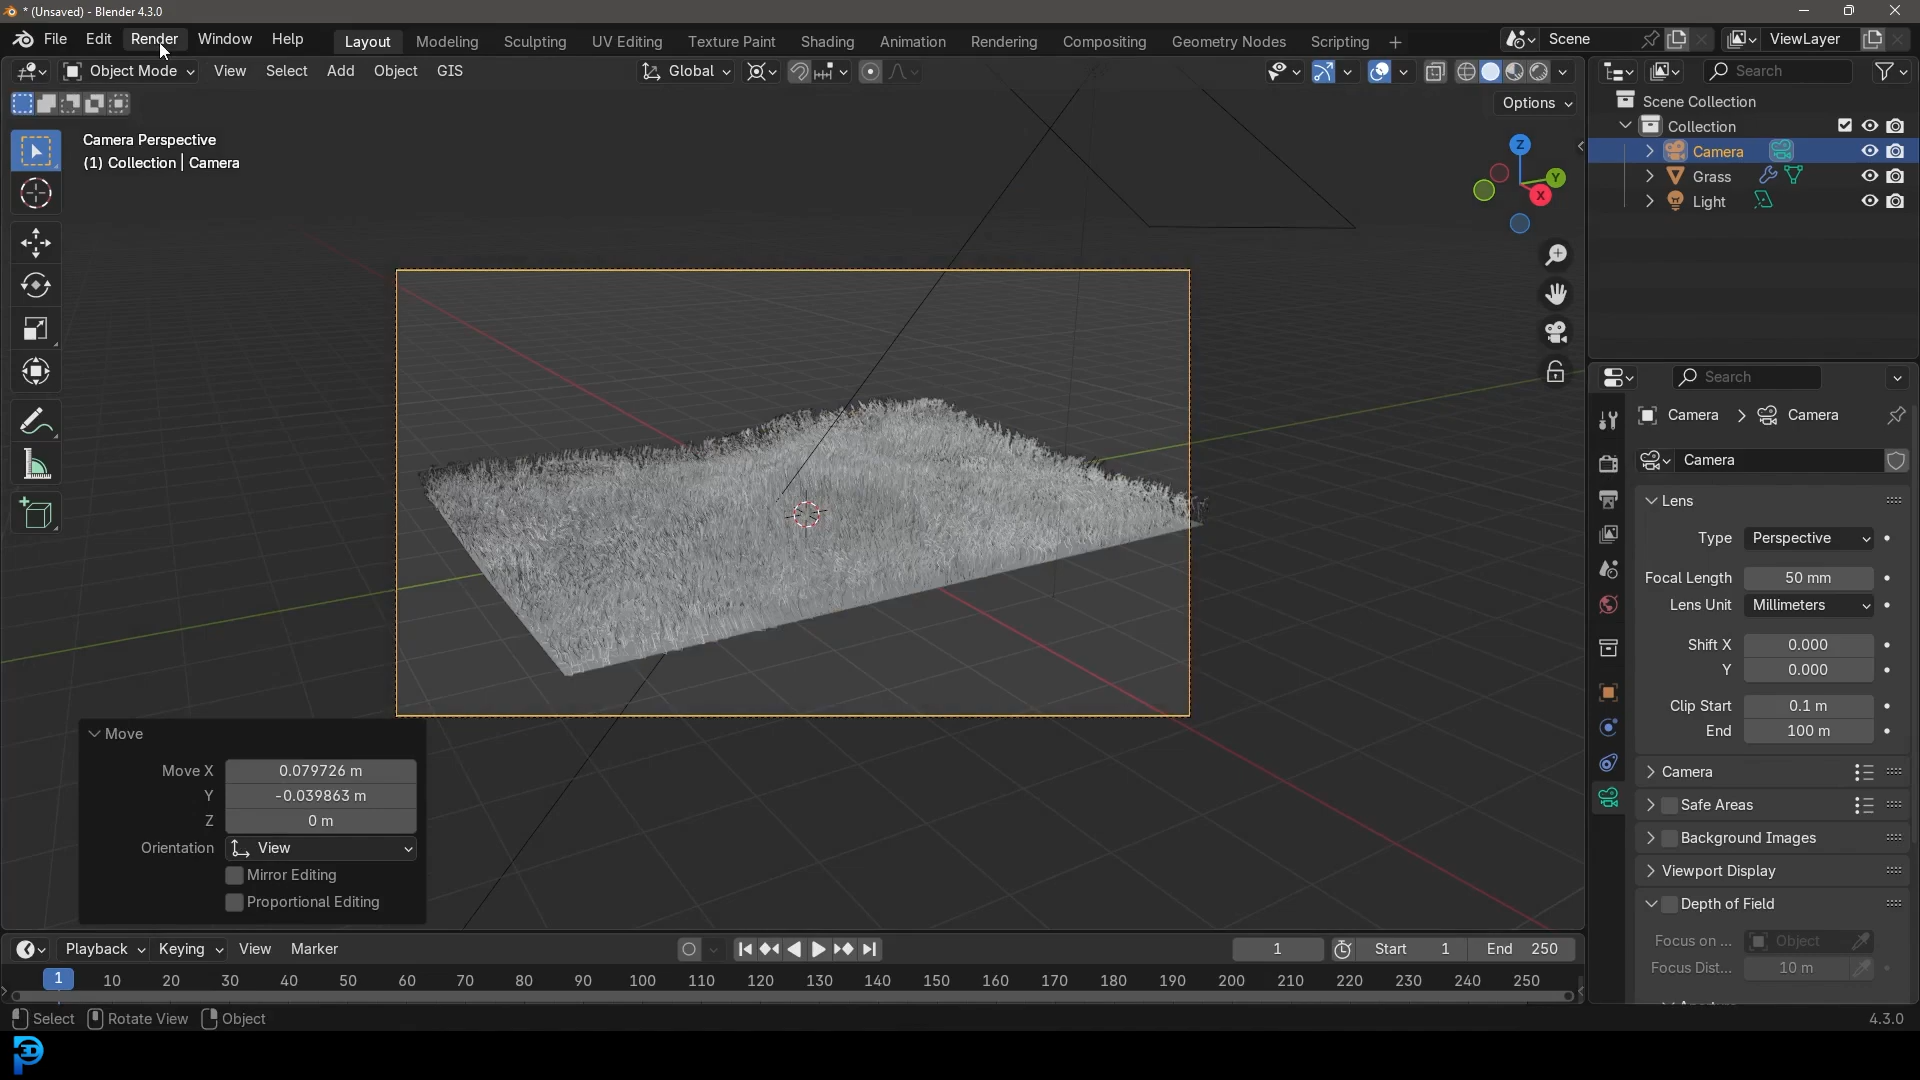 * (Unsaved) - Blender 4.3.0
File Edit Render Window Help Layout Modeling Sculpting UV Editing Texture Paint Shading Animation Rendering Compositing Geometry Nodes Scripting + Scene ViewLayer
Object Mode View Select Add Object GIS Global Search
Options
Camera Perspective
(1) Collection | Camera
Z
Y
X
Scene Collection
Collection
Camera
Grass
Light
Search
Camera > Camera
Camera
Lens
Type Perspective
Focal Length 50 mm
Lens Unit Millimeters
Shift X 0.000
Y 0.000
Clip Start 0.1 m
End 100 m
Camera
Safe Areas
Background Images
Viewport Display
Depth of Field
Focus on ... Object
Focus Dist... 10 m
Move
Move X 0.079726 m
Y -0.039863 m
Z 0 m
Orientation View
Mirror Editing
Proportional Editing
Playback Keying View Marker 1 Start 1 End 250
1 10 20 30 40 50 60 70 80 90 100 110 120 130 140 150 160 170 180 190 200 210 220 230 240 250
Select Rotate View Object 4.3.0